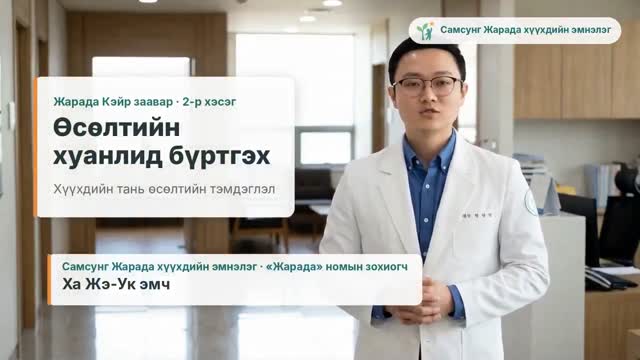 Самсунг Жарада хүүхдийн эмнэлэг
Жарада Кэйр заавар · 2-р хэсэг
Өсөлтийн
хуанлид бүртгэх
Хүүхдийн тань өсөлтийн тэмдэглэл
Самсунг Жарада хүүхдийн эмнэлэг · «Жарада» номын зохиогч
Ха Жэ-Ук эмч